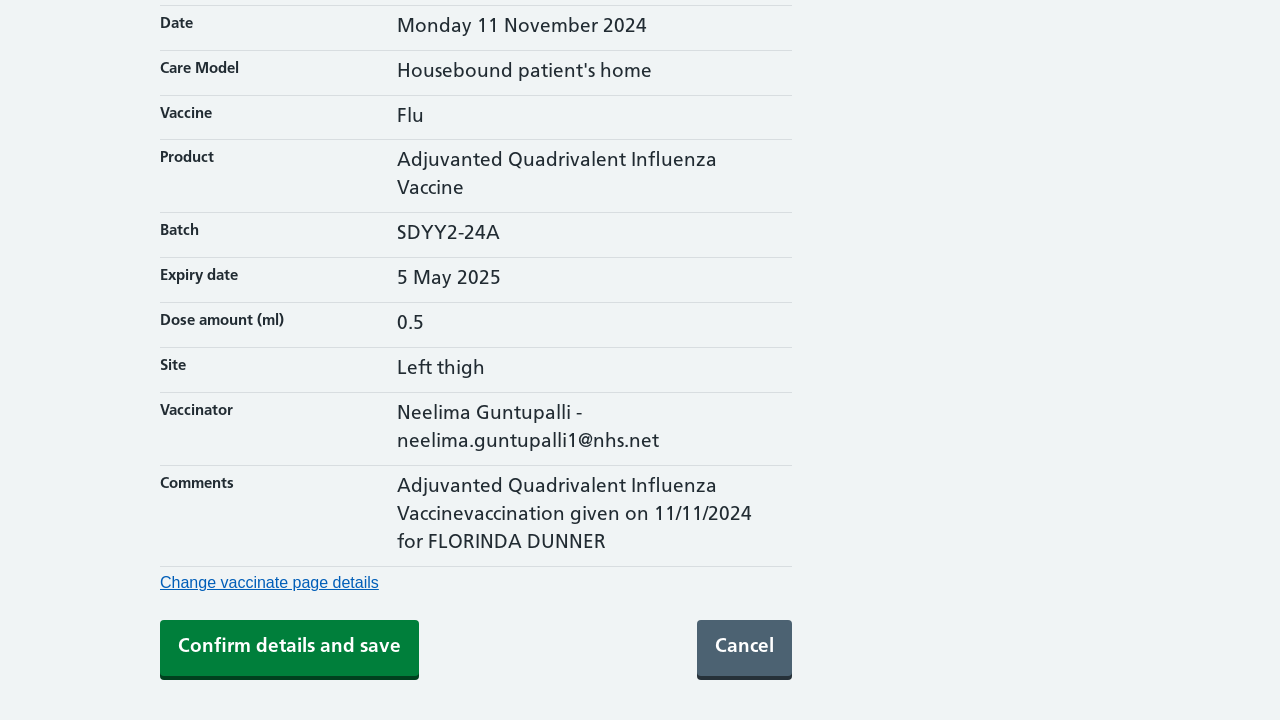 Date
Monday 11 November 2024
Care Model
Housebound patient's home
Vaccine
Flu
Product
Adjuvanted Quadrivalent Influenza
Vaccine
Batch
SDYY2-24A
Expiry date
5 May 2025
Dose amount (ml)
0.5
Site
Left thigh
Vaccinator
Neelima Guntupalli -
neelima.guntupalli1@nhs.net
Comments
Adjuvanted Quadrivalent Influenza
Vaccinevaccination given on 11/11/2024
for FLORINDA DUNNER
Change vaccinate page details
Confirm details and save
Cancel